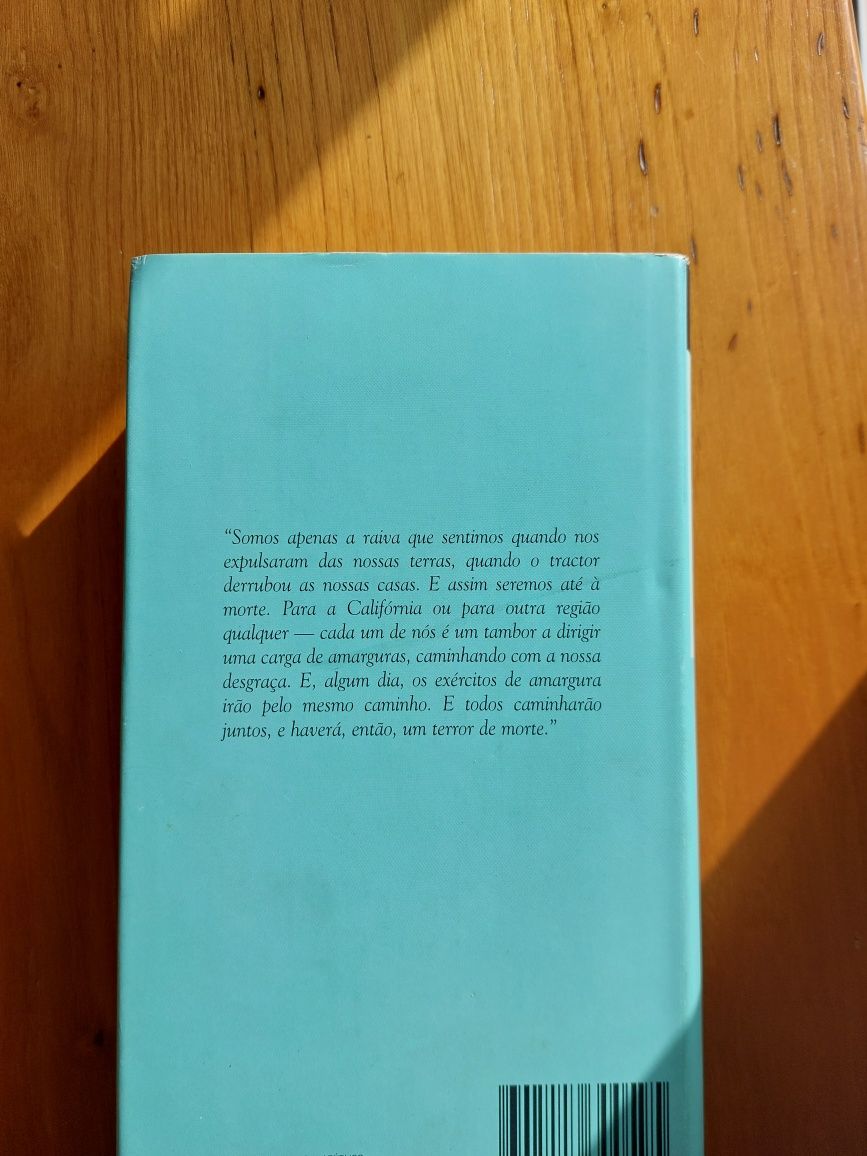 “Somos apenas a raiva que sentimos quando nos
expulsaram das nossas terras, quando o tractor
derrubou as nossas casas. E assim seremos até à
morte. Para a Califórnia ou para outra região
qualquer — cada um de nós é um tambor a dirigir
uma carga de amarguras, caminhando com a nossa
desgraça. E, algum dia, os exércitos de amargura
irão pelo mesmo caminho. E todos caminharão
juntos, e haverá, então, um terror de morte.”